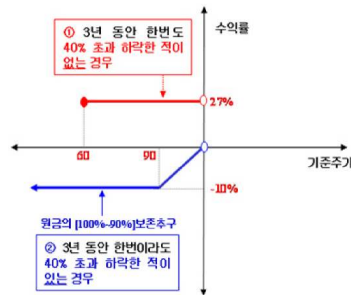 수익률
① 3년 동안 한번도
40% 초과 하락한 적이
없는 경우
27%
60
90
기준주가
-10%
원금의 [100%~90%]보존추구
② 3년 동안 한번이라도
40% 초과 하락한 적이
있는 경우